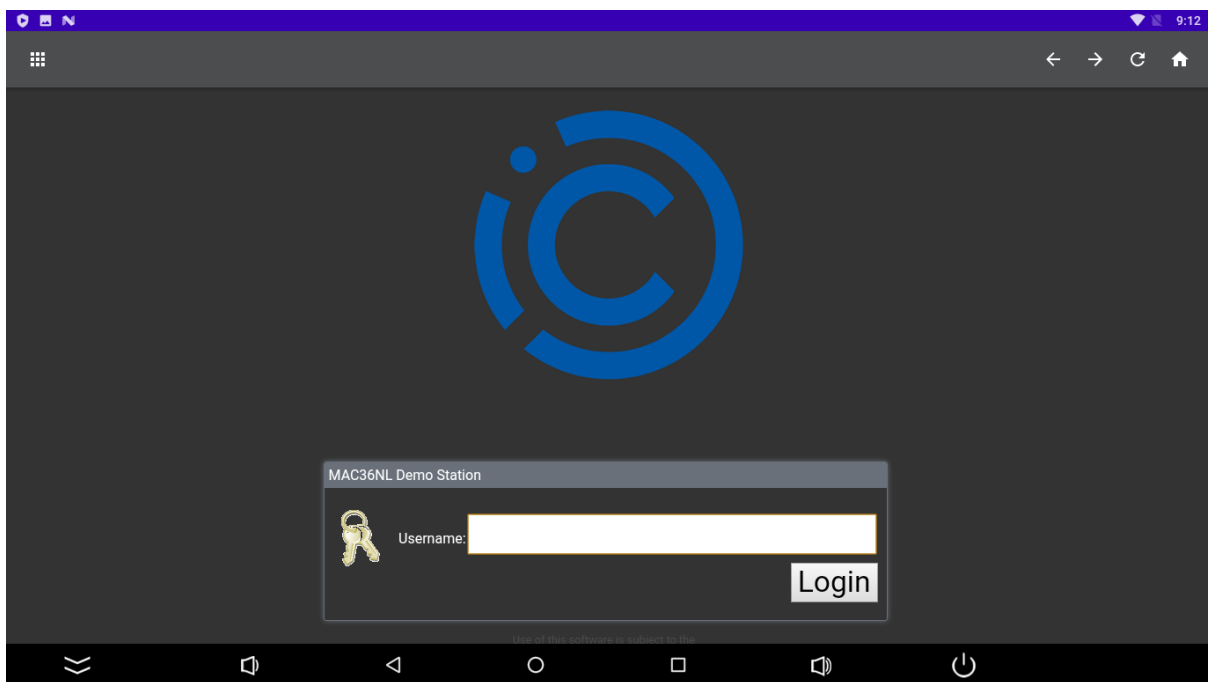 9:12
MAC36NL Demo Station
Username:
Login
Use of this software is subject to the